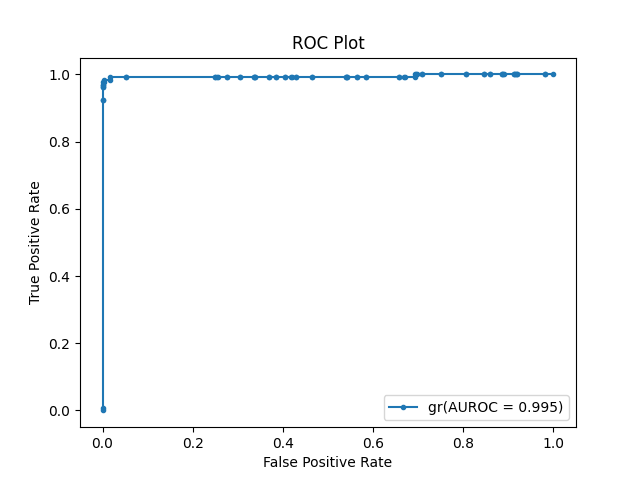 ROC Plot
1.0
0.8
0.6
0.4
0.2
0.0
True Positive Rate
gr(AUROC = 0.995)
0.0 0.2 0.4 0.6 0.8 1.0
False Positive Rate